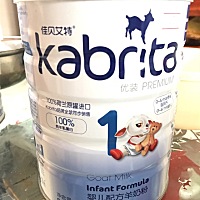 佳贝艾特
kabrita
优装 PREMIUM
100%荷兰原罐进口
100%
1
Goat Milk
Infant Formula
婴儿配方羊奶粉